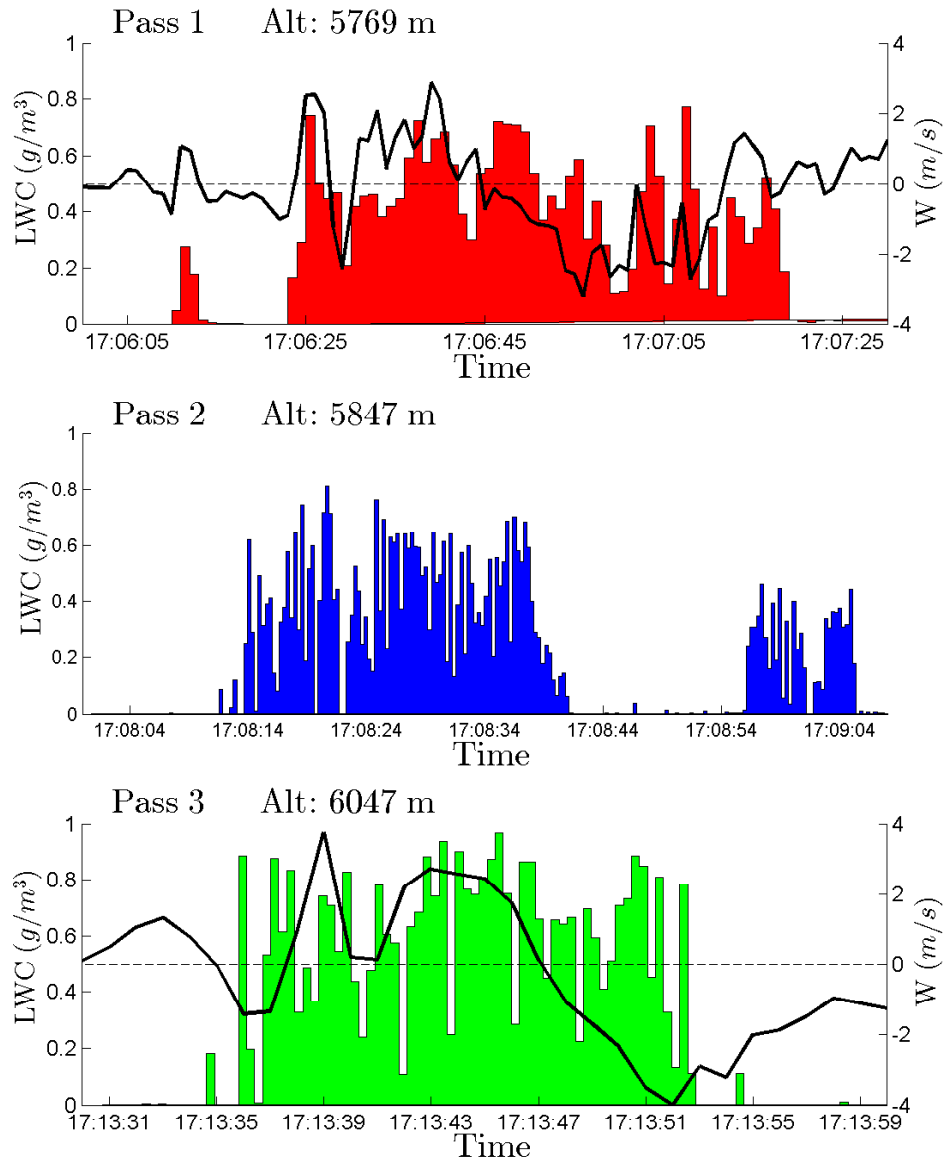 Pass 1 Alt: 5769 m
LWC (g/m³)
1
0.8
0.6
0.4
0.2
0
4
2
0
-2
-4
W (m/s)
17:06:05 17:06:25 17:06:45 17:07:05 17:07:25
Time
Pass 2 Alt: 5847 m
LWC (g/m³)
1
0.8
0.6
0.4
0.2
0
17:08:04 17:08:14 17:08:24 17:08:34 17:08:44 17:08:54 17:09:04
Time
Pass 3 Alt: 6047 m
LWC (g/m³)
1
0.8
0.6
0.4
0.2
0
4
2
0
-2
-4
W (m/s)
17:13:31 17:13:35 17:13:39 17:13:43 17:13:47 17:13:51 17:13:55 17:13:59
Time